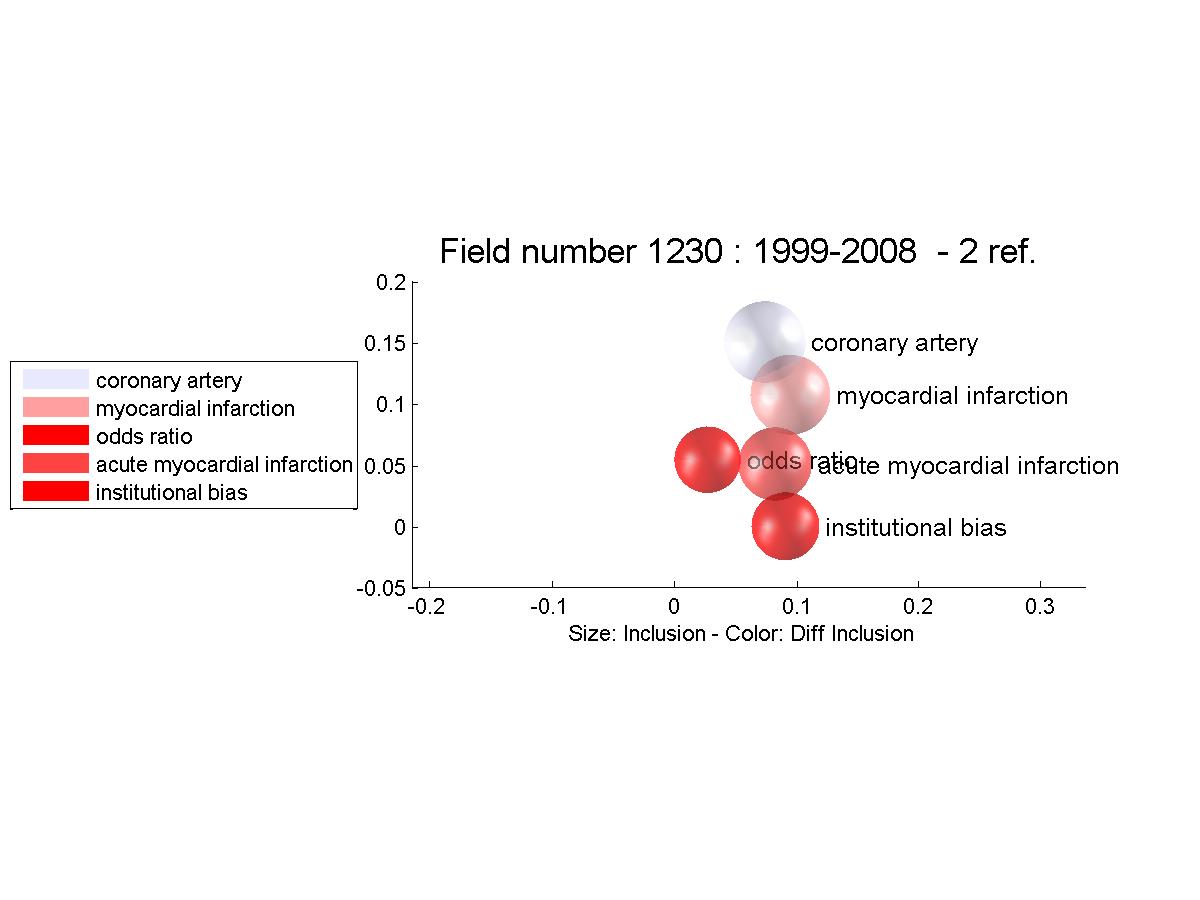 Field number 1230 : 1999-2008 - 2 ref.
0.2
0.15
0.1
0.05
0
-0.05
-0.2
-0.1
0
0.1
0.2
0.3
Size: Inclusion - Color: Diff Inclusion
coronary artery
myocardial infarction
odds ratio
acute myocardial infarction
institutional bias
coronary artery
myocardial infarction
odds ratio
acute myocardial infarction
institutional bias